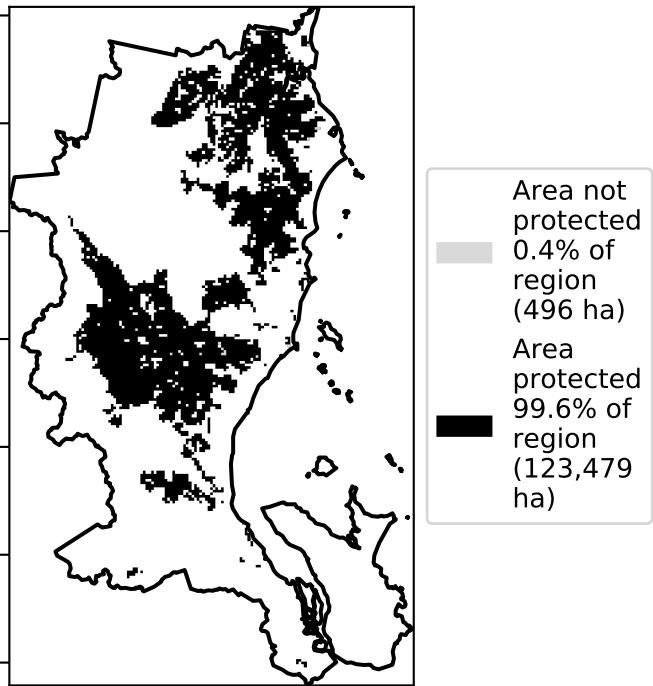 Area not
protected
0.4% of
region
(496 ha)
Area
protected
99.6% of
region
(123,479
ha)